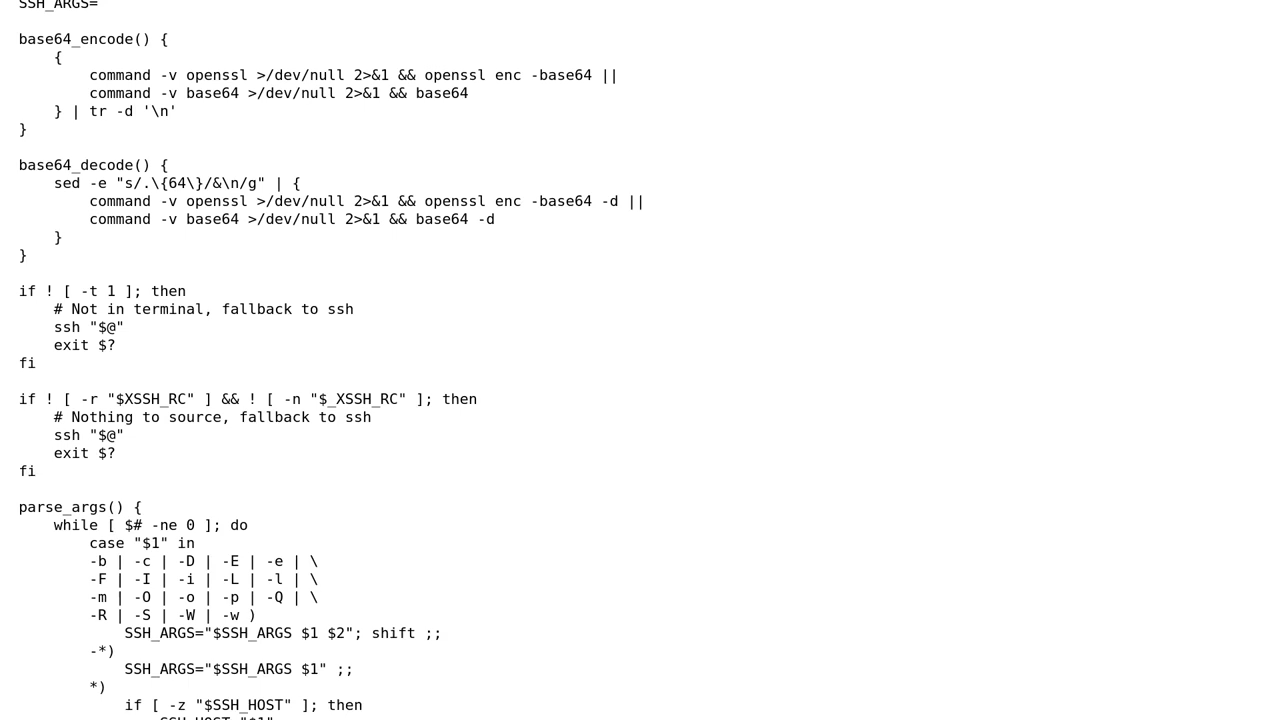 SSH_ARGS=

base64_encode() {
    {
        command -v openssl >/dev/null 2>&1 && openssl enc -base64 ||
        command -v base64 >/dev/null 2>&1 && base64
    } | tr -d '\n'
}

base64_decode() {
    sed -e "s/.\{64\}/&\n/g" | {
        command -v openssl >/dev/null 2>&1 && openssl enc -base64 -d ||
        command -v base64 >/dev/null 2>&1 && base64 -d
    }
}

if ! [ -t 1 ]; then
    # Not in terminal, fallback to ssh
    ssh "$@"
    exit $?
fi

if ! [ -r "$XSSH_RC" ] && ! [ -n "$_XSSH_RC" ]; then
    # Nothing to source, fallback to ssh
    ssh "$@"
    exit $?
fi

parse_args() {
    while [ $# -ne 0 ]; do
        case "$1" in
        -b | -c | -D | -E | -e | \
        -F | -I | -i | -L | -l | \
        -m | -O | -o | -p | -Q | \
        -R | -S | -W | -w )
            SSH_ARGS="$SSH_ARGS $1 $2"; shift ;;
        -*)
            SSH_ARGS="$SSH_ARGS $1" ;;
        *)
            if [ -z "$SSH_HOST" ]; then
                SSH_HOST="$1"